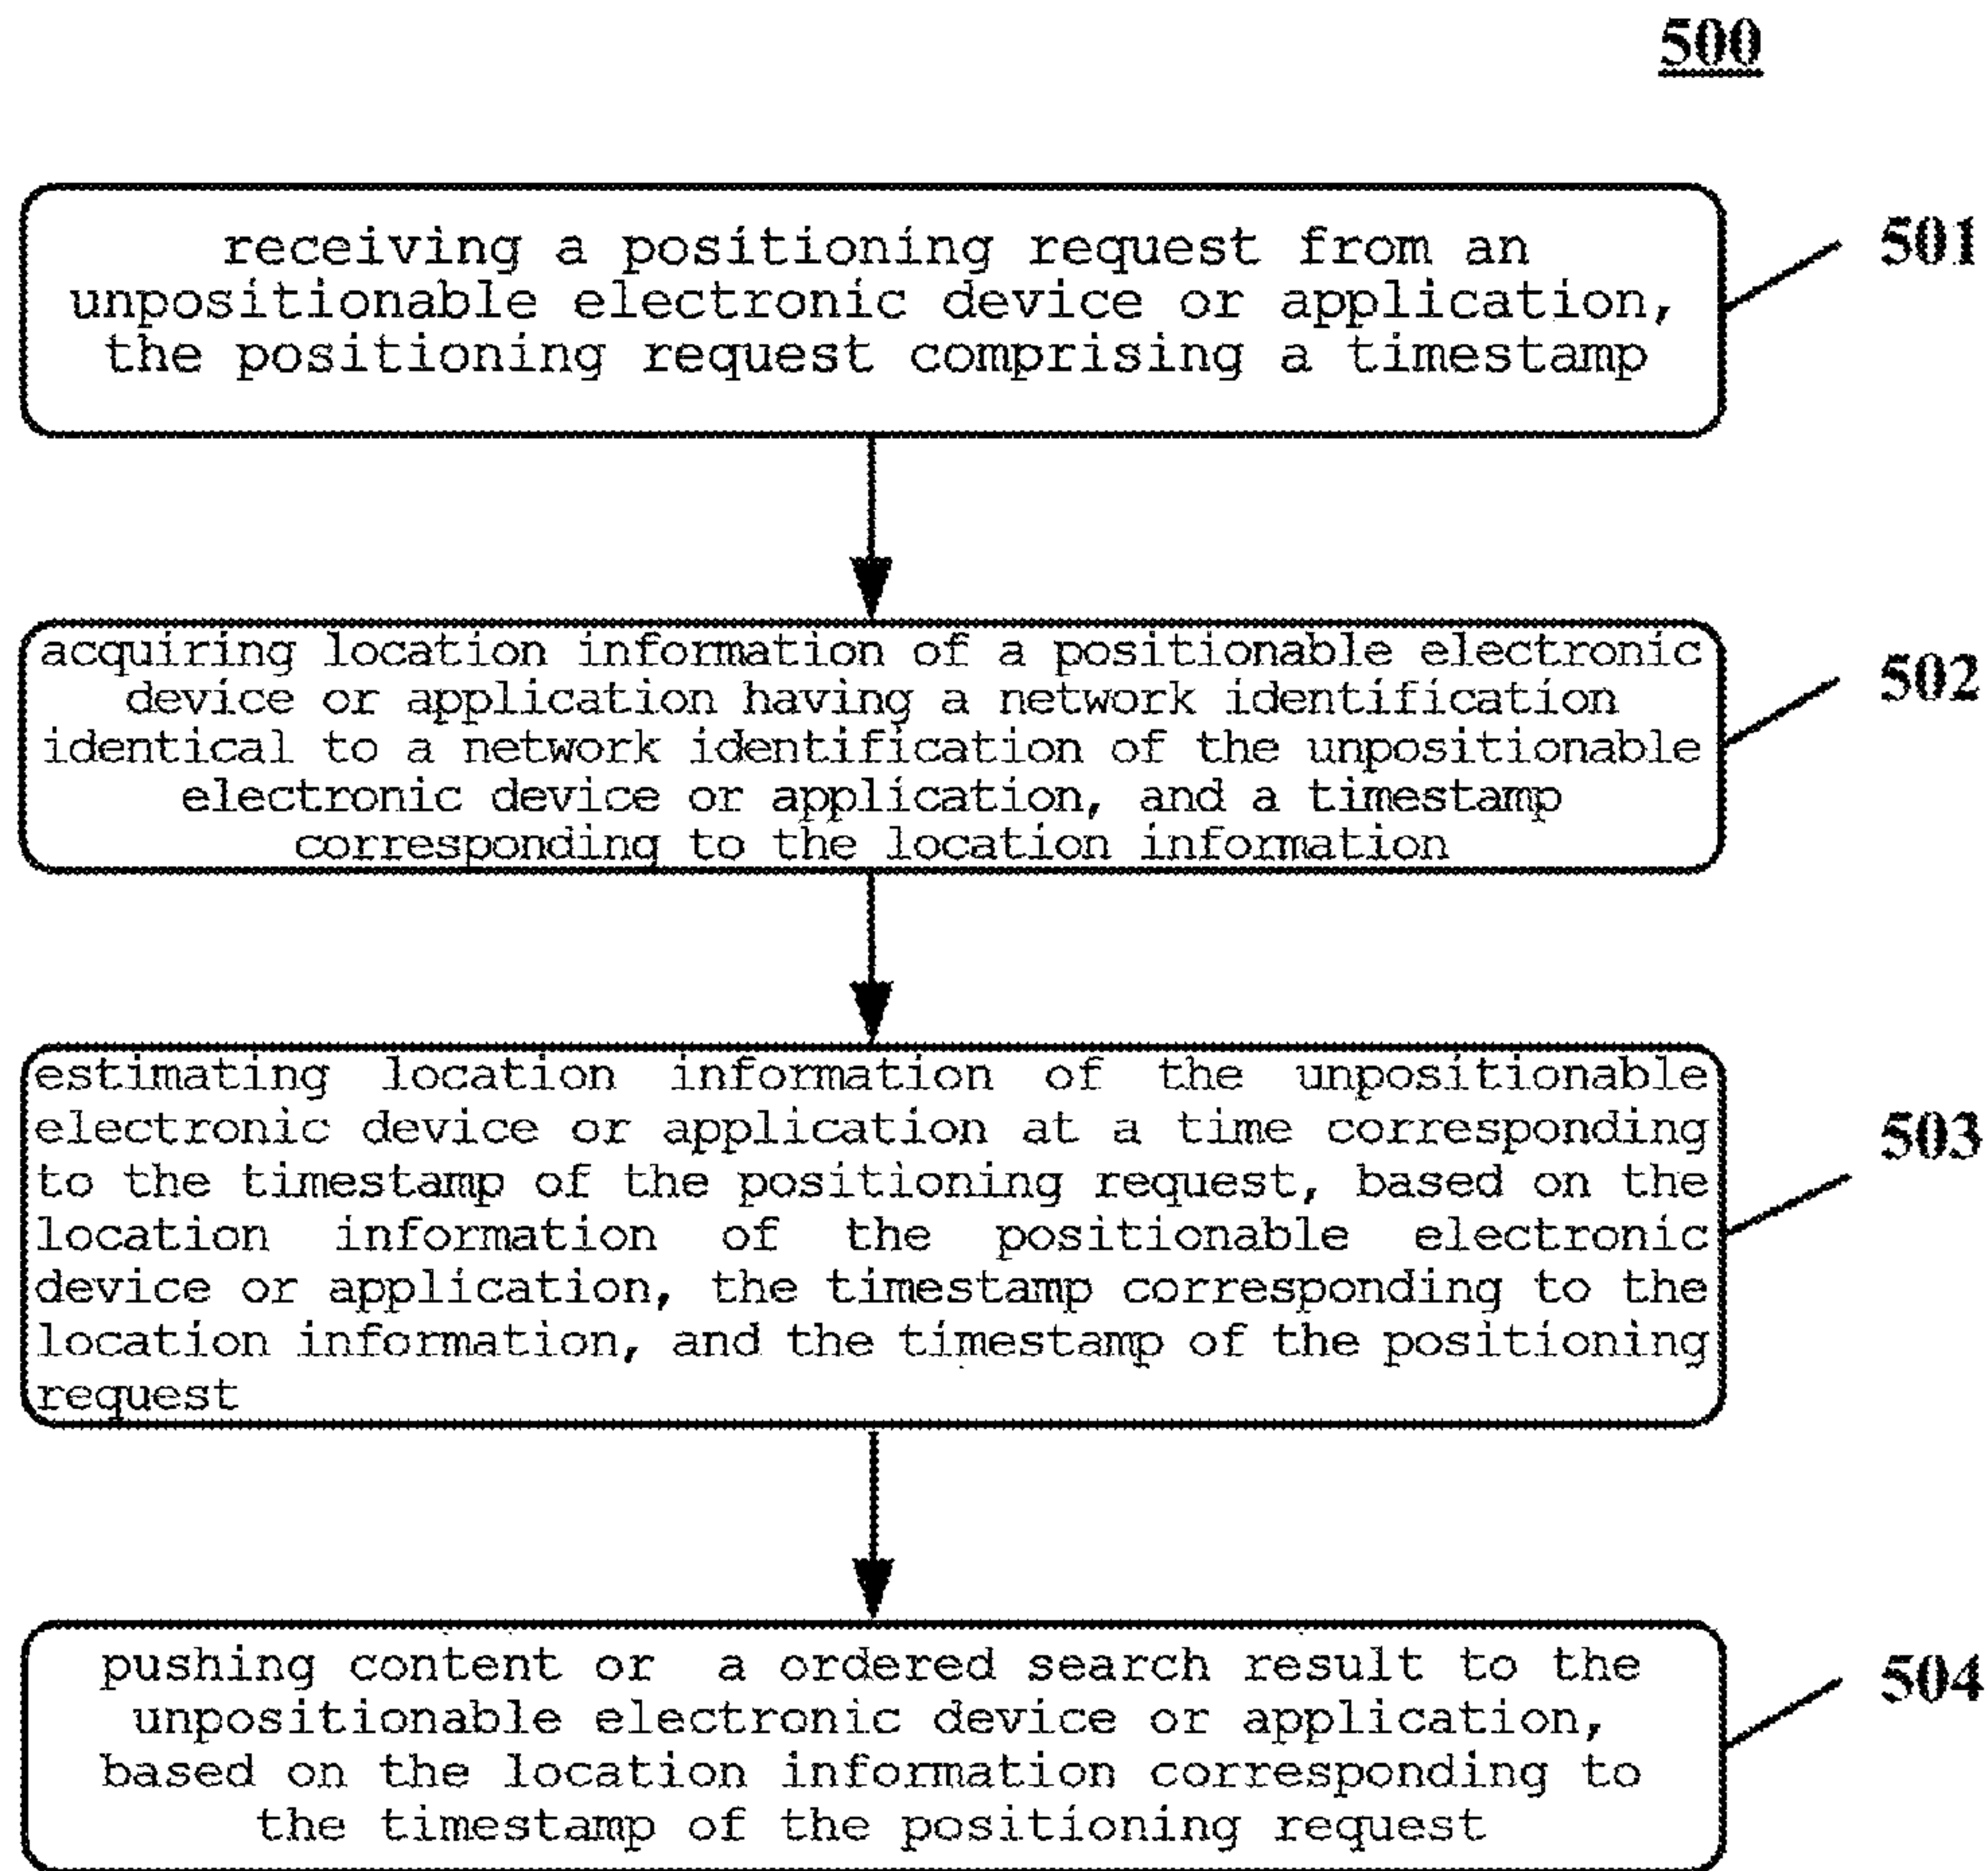 500
receiving a positioning request from an
unpositionable electronic device or application,
the positioning request comprising a timestamp
501
acquiring location information of a positionable electronic
device or application having a network identification
identical to a network identification of the unpositionable
electronic device or application, and a timestamp
corresponding to the location information
502
estimating location information of the unpositionable
electronic device or application at a time corresponding
to the timestamp of the positioning request, based on the
location information of the positionable electronic
device or application, the timestamp corresponding to the
location information, and the timestamp of the positioning
request
503
pushing content or a ordered search result to the
unpositionable electronic device or application,
based on the location information corresponding to
the timestamp of the positioning request
504